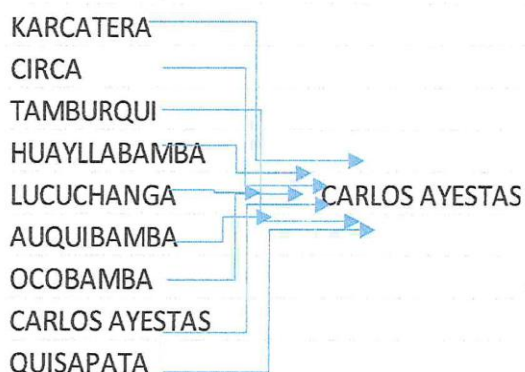 KARCATERA
CIRCA
TAMBURQUI
HUAYLLABAMBA
LUCUCHANGA
CARLOS AYESTAS
AUQUIBAMBA
OCOBAMBA
CARLOS AYESTAS
QUISAPATA